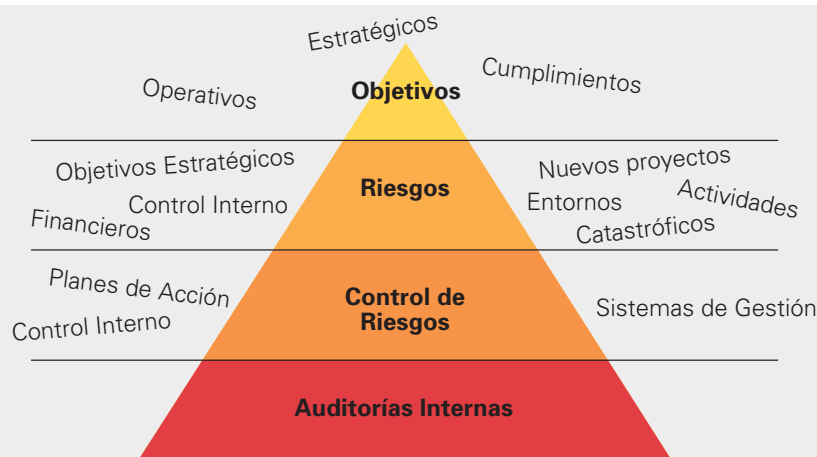 Estratégicos
Operativos
Objetivos
Cumplimientos
Objetivos Estratégicos
Control Interno
Financieros
Riesgos
Nuevos proyectos
Entornos
Actividades
Catastróficos
Planes de Acción
Control Interno
Control de
Riesgos
Sistemas de Gestión
Auditorías Internas